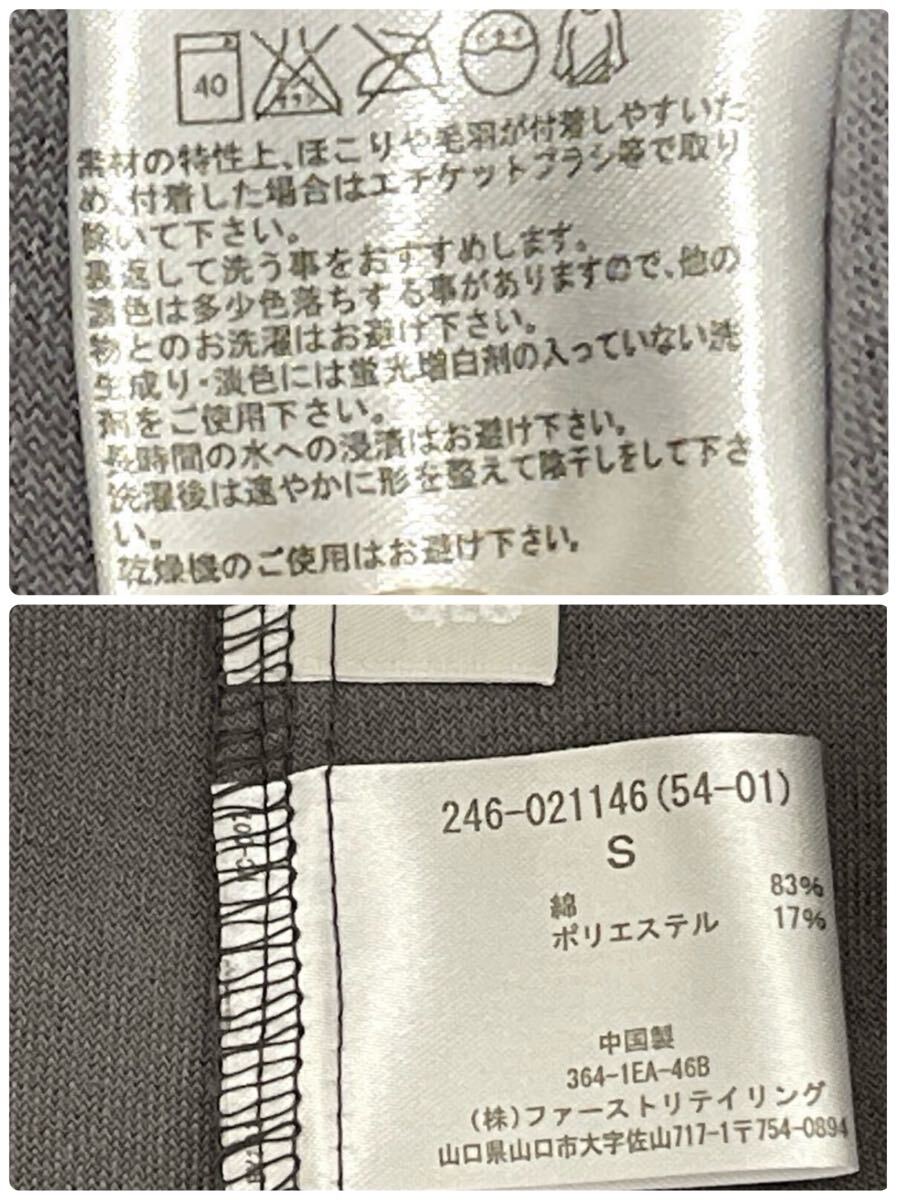 40
エンソ
サラシ
ドライ
素材の特性上、ほこりや毛羽が付着しやすいた
め、付着した場合はエチケットブラシ等で取り
除いて下さい。
裏返して洗う事をおすすめします。
濃色は多少色落ちする事がありますので、他の
物とのお洗濯はお避け下さい。
生成り・淡色には蛍光増白剤の入っていない洗
剤をご使用下さい。
長時間の水への浸漬はお避け下さい。
洗濯後は速やかに形を整えて陰干しをして下さ
い。
乾燥機のご使用はお避け下さい。
246-021146(54-01)
S
綿 83%
ポリエステル 17%
中国製
364-1EA-46B
(株)ファーストリテイリング
山口県山口市大字佐山717-1〒754-0894